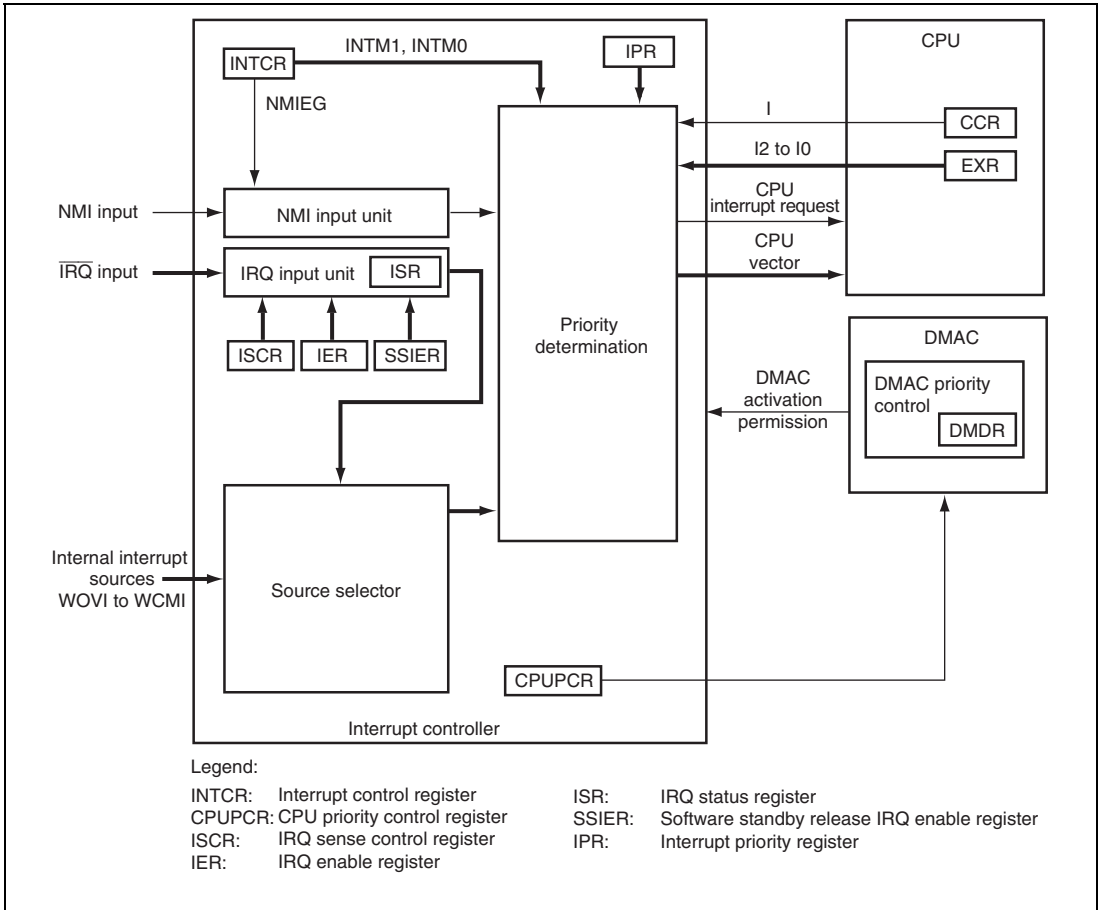 INTM1, INTM0
CPU
INTCR
IPR
NMIEG
I
CCR
I2 to I0
EXR
CPU
interrupt request
NMI input
NMI input unit
CPU
vector
IRQ input
IRQ input unit
ISR
ISCR
IER
SSIER
Priority
determination
DMAC
DMAC priority
control
DMDR
DMAC
activation
permission
Internal interrupt
sources
WOVI to WCMI
Source selector
CPUPCR
Interrupt controller
Legend:
INTCR: Interrupt control register
CPUPCR: CPU priority control register
ISCR: IRQ sense control register
IER: IRQ enable register
ISR: IRQ status register
SSIER: Software standby release IRQ enable register
IPR: Interrupt priority register